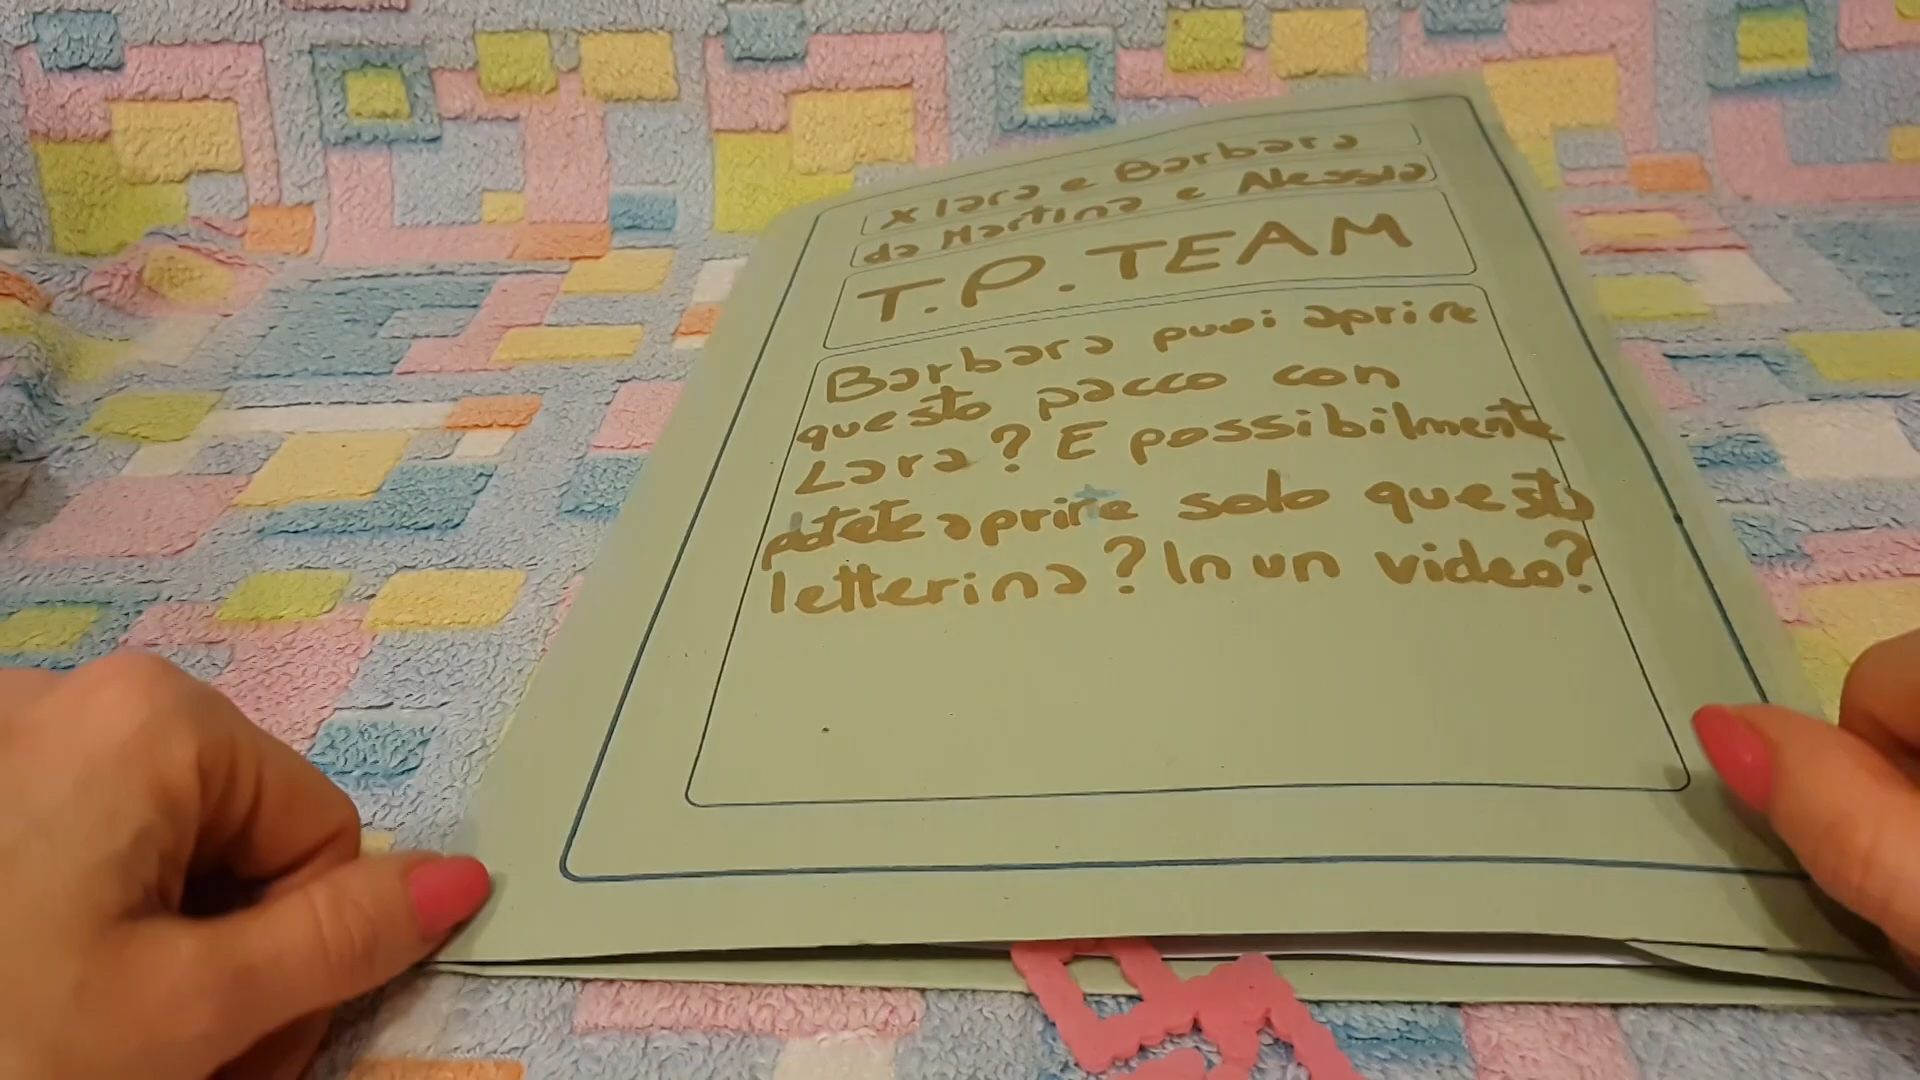 x lara e Barbara
da Martina e Alessia
T.P. TEAM
Barbara puoi aprire
questo pacco con
Lara? E possibilmente
potete aprire solo questa
letterina? In un video?